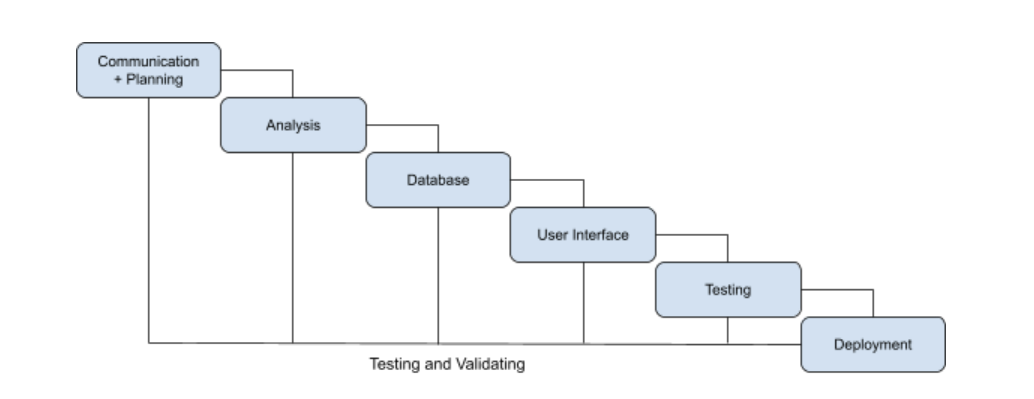 Communication
+ Planning
Analysis
Database
User Interface
Testing
Deployment
Testing and Validating